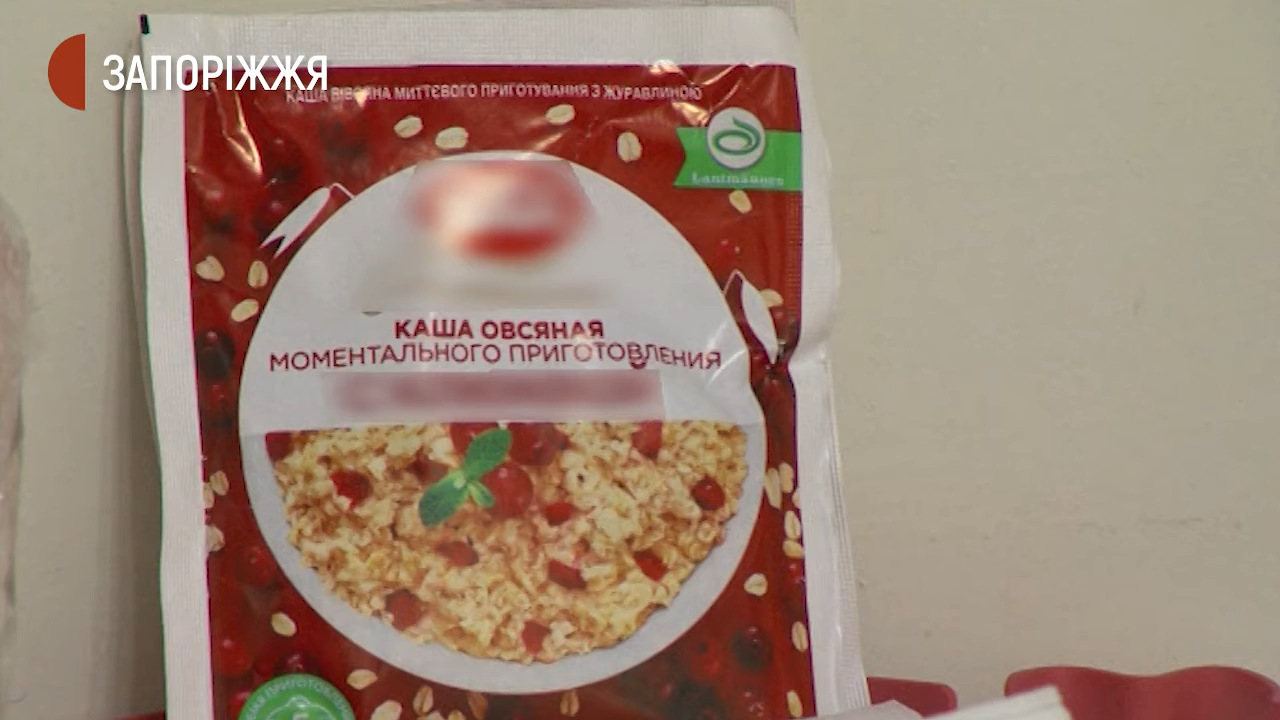 ЗАПОРІЖЖЯ
КАША ВІВСЯНА МИТТЄВОГО ПРИГОТУВАННЯ З ЖУРАВЛИНОЮ
Lantmännen
КАША ОВСЯНАЯ
МОМЕНТАЛЬНОГО ПРИГОТОВЛЕНИЯ